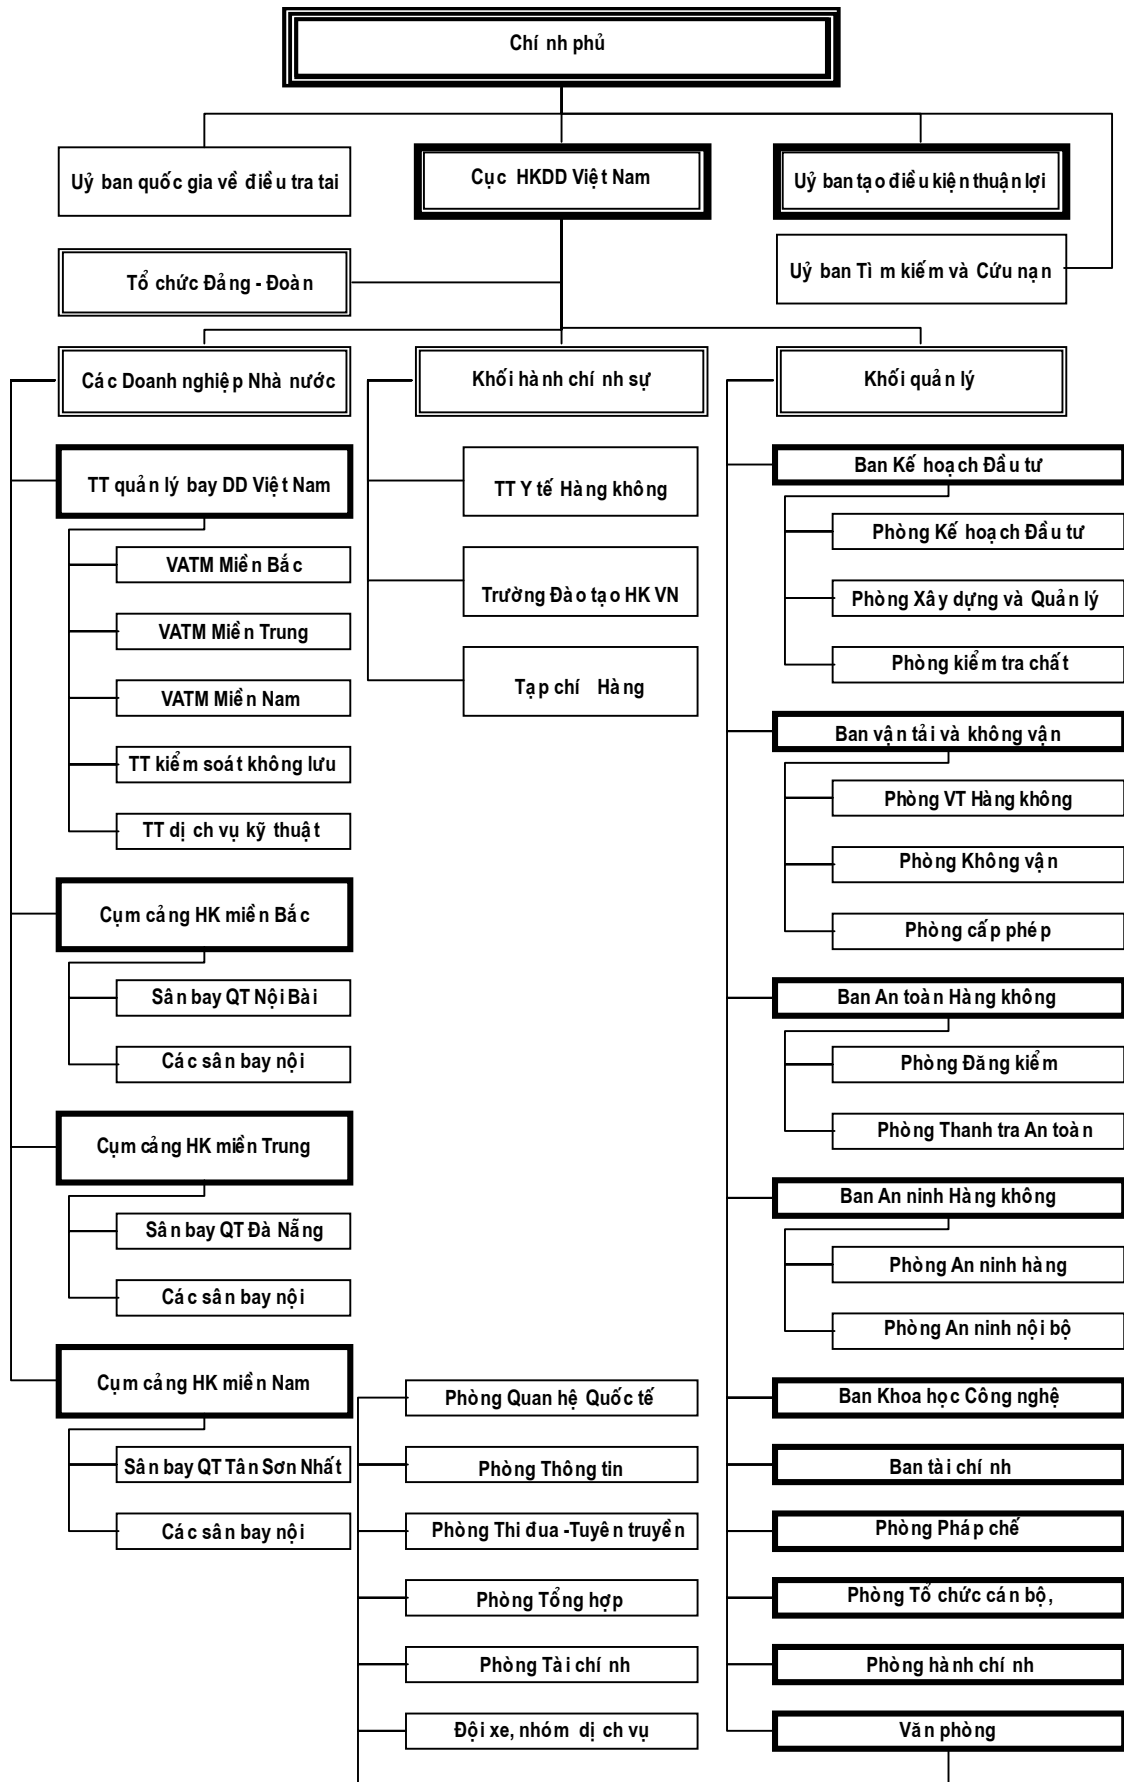 Chính phủ
Uỷ ban quốc gia về điều tra tai
Cục HKDD Việt Nam
Uỷ ban tạo điều kiện thuận lợi
Tổ chức Đảng - Đoàn
Uỷ ban Tìm kiếm và Cứu nạn
Các Doanh nghiệp Nhà nước
Khối hành chính sự
Khối quản lý
TT quản lý bay DD Việt Nam
VATM Miền Bắc
VATM Miền Trung
VATM Miền Nam
TT kiểm soát không lưu
TT dịch vụ kỹ thuật
Cụm cảng HK miền Bắc
Sân bay QT Nội Bài
Các sân bay nội
Cụm cảng HK miền Trung
Sân bay QT Đà Nẵng
Các sân bay nội
Cụm cảng HK miền Nam
Sân bay QT Tân Sơn Nhất
Các sân bay nội
TT Y tế Hàng không
Trường Đào tạo HK VN
Tạp chí Hàng
Ban Kế hoạch Đầu tư
Phòng Kế hoạch Đầu tư
Phòng Xây dựng và Quản lý
Phòng kiểm tra chất
Ban vận tải và không vận
Phòng VT Hàng không
Phòng Không vận
Phòng cấp phép
Ban An toàn Hàng không
Phòng Đăng kiểm
Phòng Thanh tra An toàn
Ban An ninh Hàng không
Phòng An ninh hàng
Phòng An ninh nội bộ
Ban Khoa học Công nghệ
Ban tài chính
Phòng Pháp chế
Phòng Tổ chức cán bộ,
Phòng hành chính
Văn phòng
Phòng Quan hệ Quốc tế
Phòng Thông tin
Phòng Thi đua -Tuyên truyền
Phòng Tổng hợp
Phòng Tài chính
Đội xe, nhóm dịch vụ